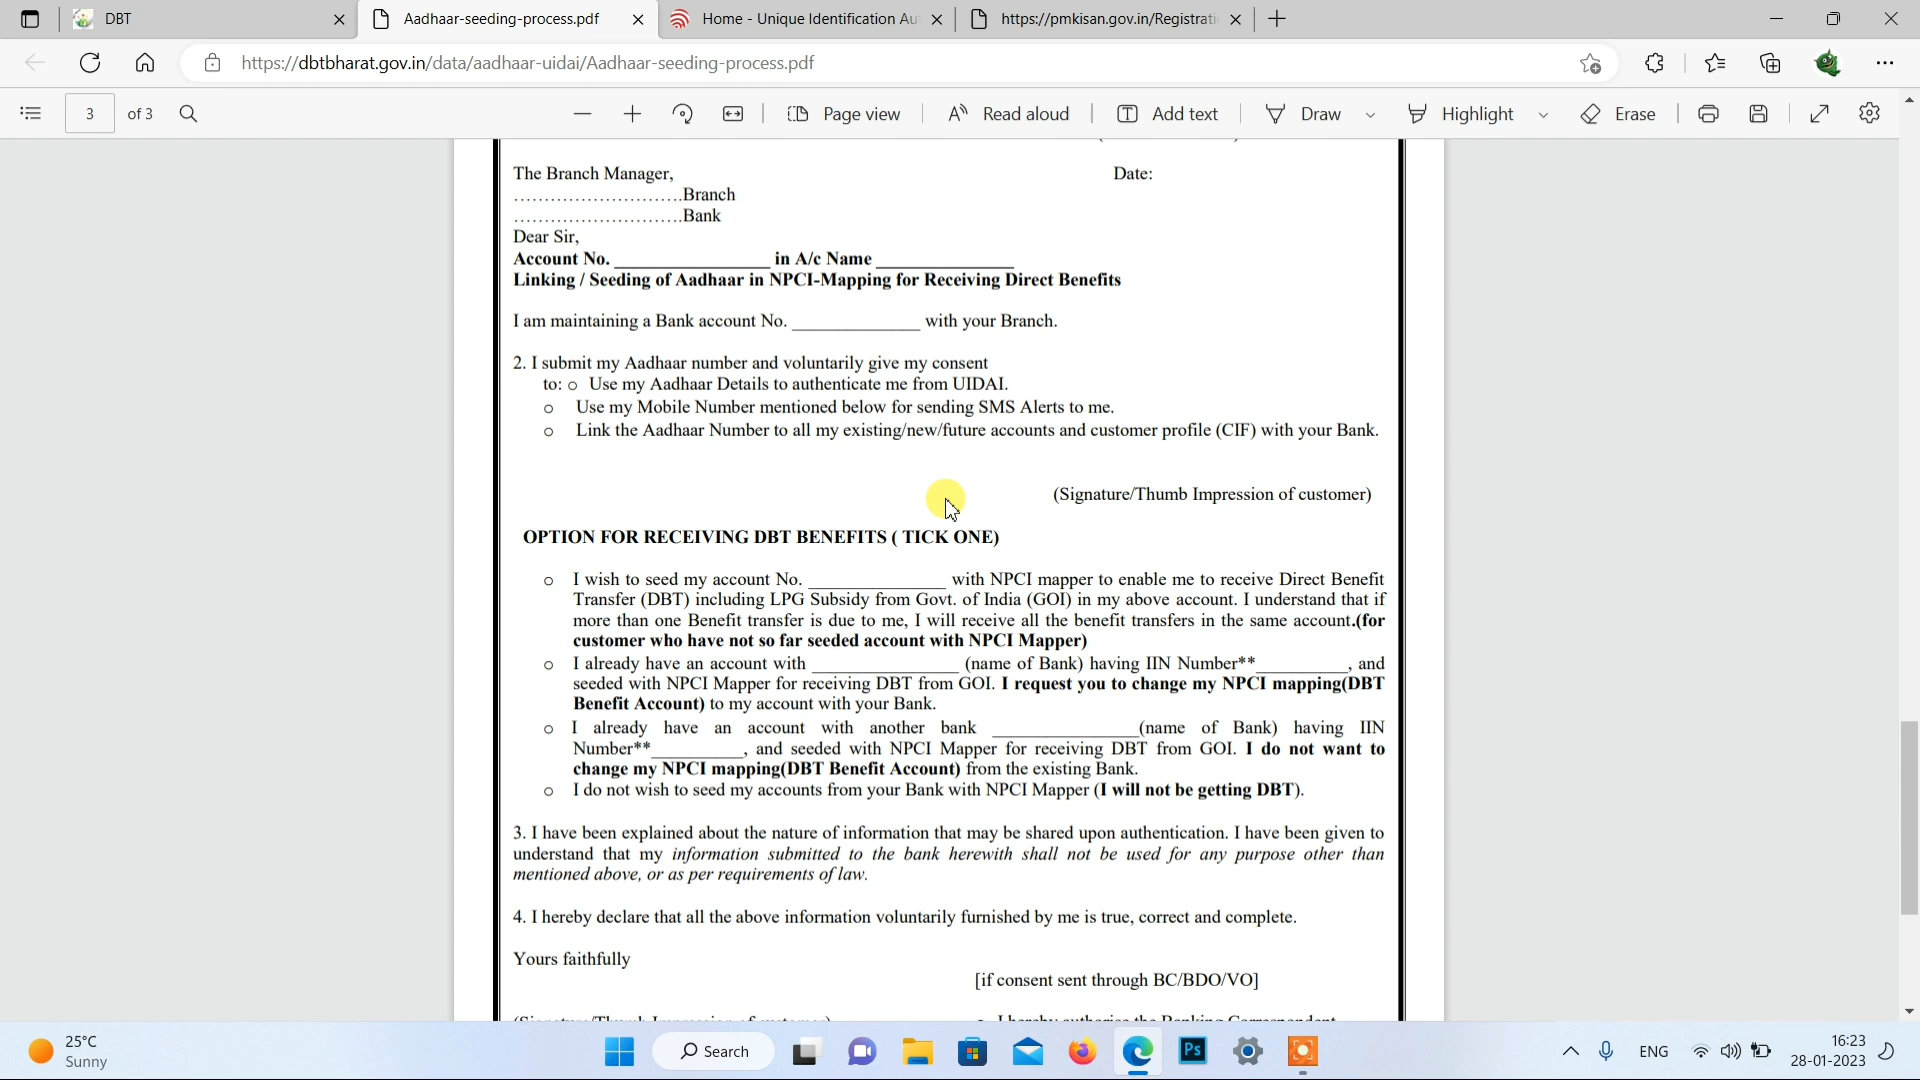 DBT
Aadhaar-seeding-process.pdf
Home - Unique Identification Au
https://pmkisan.gov.in/Registrati
https://dbtbharat.gov.in/data/aadhaar-uidai/Aadhaar-seeding-process.pdf
3 of 3 Page view Read aloud Add text Draw Highlight Erase
The Branch Manager, Date:
............................Branch
............................Bank
Dear Sir,
Account No. ________________ in A/c Name ______________
Linking / Seeding of Aadhaar in NPCI-Mapping for Receiving Direct Benefits
I am maintaining a Bank account No. _____________ with your Branch.
2. I submit my Aadhaar number and voluntarily give my consent
to: o Use my Aadhaar Details to authenticate me from UIDAI.
o Use my Mobile Number mentioned below for sending SMS Alerts to me.
o Link the Aadhaar Number to all my existing/new/future accounts and customer profile (CIF) with your Bank.
(Signature/Thumb Impression of customer)
OPTION FOR RECEIVING DBT BENEFITS ( TICK ONE)
o I wish to seed my account No. ______________ with NPCI mapper to enable me to receive Direct Benefit
Transfer (DBT) including LPG Subsidy from Govt. of India (GOI) in my above account. I understand that if
more than one Benefit transfer is due to me, I will receive all the benefit transfers in the same account.(for
customer who have not so far seeded account with NPCI Mapper)
o I already have an account with _______________ (name of Bank) having IIN Number**_________, and
seeded with NPCI Mapper for receiving DBT from GOI. I request you to change my NPCI mapping(DBT
Benefit Account) to my account with your Bank.
o I already have an account with another bank _______________(name of Bank) having IIN
Number**_________, and seeded with NPCI Mapper for receiving DBT from GOI. I do not want to
change my NPCI mapping(DBT Benefit Account) from the existing Bank.
o I do not wish to seed my accounts from your Bank with NPCI Mapper (I will not be getting DBT).
3. I have been explained about the nature of information that may be shared upon authentication. I have been given to
understand that my information submitted to the bank herewith shall not be used for any purpose other than
mentioned above, or as per requirements of law.
4. I hereby declare that all the above information voluntarily furnished by me is true, correct and complete.
Yours faithfully
[if consent sent through BC/BDO/VO]
25°C
Sunny
Search
Ps
ENG
16:23
28-01-2023